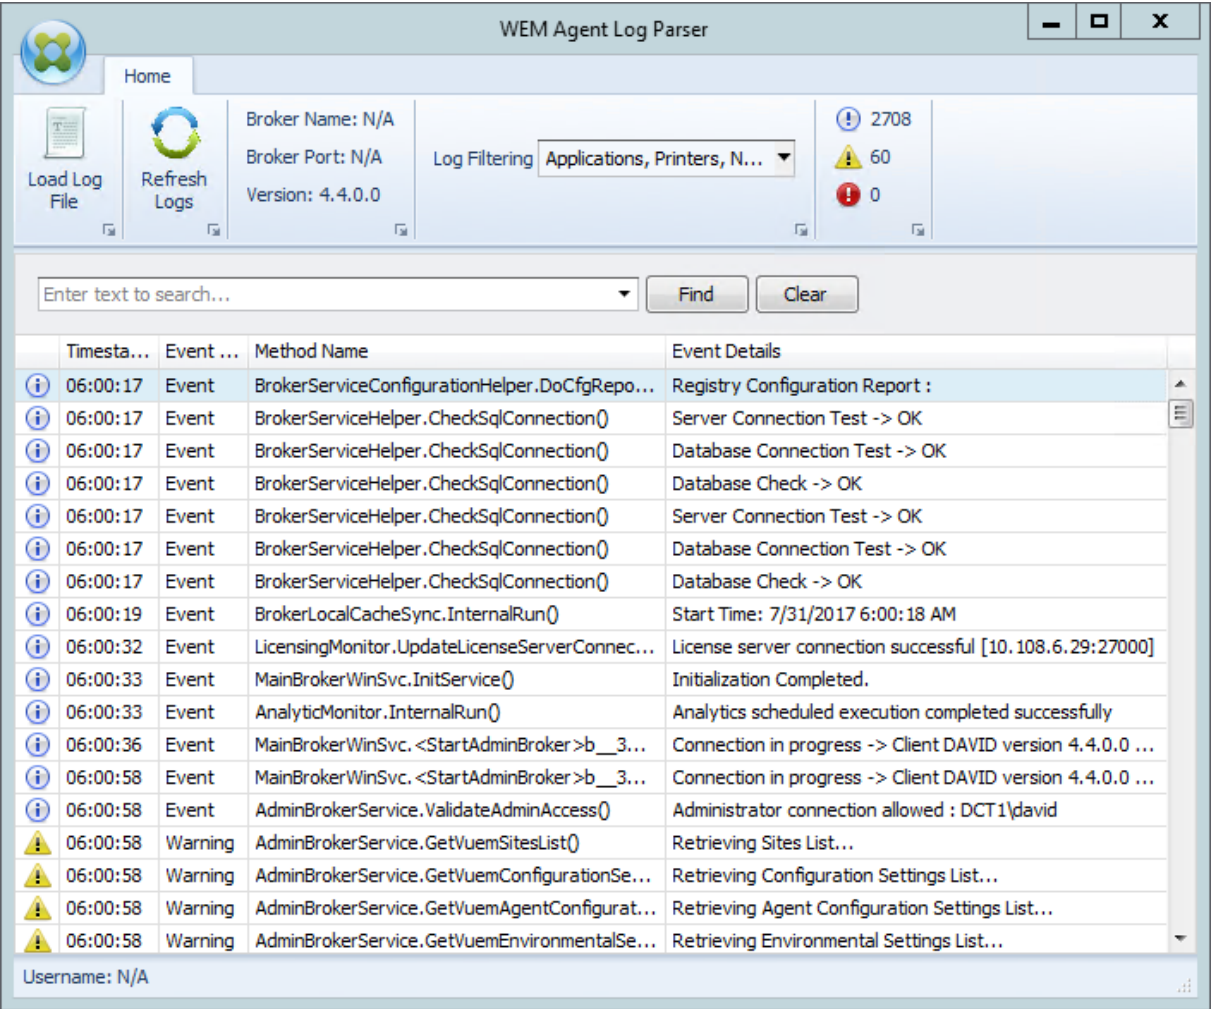 WEM Agent Log Parser
Home
Load Log File
Refresh Logs
Broker Name: N/A
Broker Port: N/A
Version: 4.4.0.0
Log Filtering Applications, Printers, N...
2708
60
0
Enter text to search... Find Clear
Timesta... Event ... Method Name Event Details
06:00:17 Event BrokerServiceConfigurationHelper.DoCfgRepo... Registry Configuration Report :
06:00:17 Event BrokerServiceHelper.CheckSqlConnection() Server Connection Test -> OK
06:00:17 Event BrokerServiceHelper.CheckSqlConnection() Database Connection Test -> OK
06:00:17 Event BrokerServiceHelper.CheckSqlConnection() Database Check -> OK
06:00:17 Event BrokerServiceHelper.CheckSqlConnection() Server Connection Test -> OK
06:00:17 Event BrokerServiceHelper.CheckSqlConnection() Database Connection Test -> OK
06:00:17 Event BrokerServiceHelper.CheckSqlConnection() Database Check -> OK
06:00:19 Event BrokerLocalCacheSync.InternalRun() Start Time: 7/31/2017 6:00:18 AM
06:00:32 Event LicensingMonitor.UpdateLicenseServerConnec... License server connection successful [10.108.6.29:27000]
06:00:33 Event MainBrokerWinSvc.InitService() Initialization Completed.
06:00:33 Event AnalyticMonitor.InternalRun() Analytics scheduled execution completed successfully
06:00:36 Event MainBrokerWinSvc.<StartAdminBroker>b__3... Connection in progress -> Client DAVID version 4.4.0.0 ...
06:00:58 Event MainBrokerWinSvc.<StartAdminBroker>b__3... Connection in progress -> Client DAVID version 4.4.0.0 ...
06:00:58 Event AdminBrokerService.ValidateAdminAccess() Administrator connection allowed : DCT1\david
06:00:58 Warning AdminBrokerService.GetVuemSitesList() Retrieving Sites List...
06:00:58 Warning AdminBrokerService.GetVuemConfigurationSe... Retrieving Configuration Settings List...
06:00:58 Warning AdminBrokerService.GetVuemAgentConfigurat... Retrieving Agent Configuration Settings List...
06:00:58 Warning AdminBrokerService.GetVuemEnvironmentalSe... Retrieving Environmental Settings List...
Username: N/A